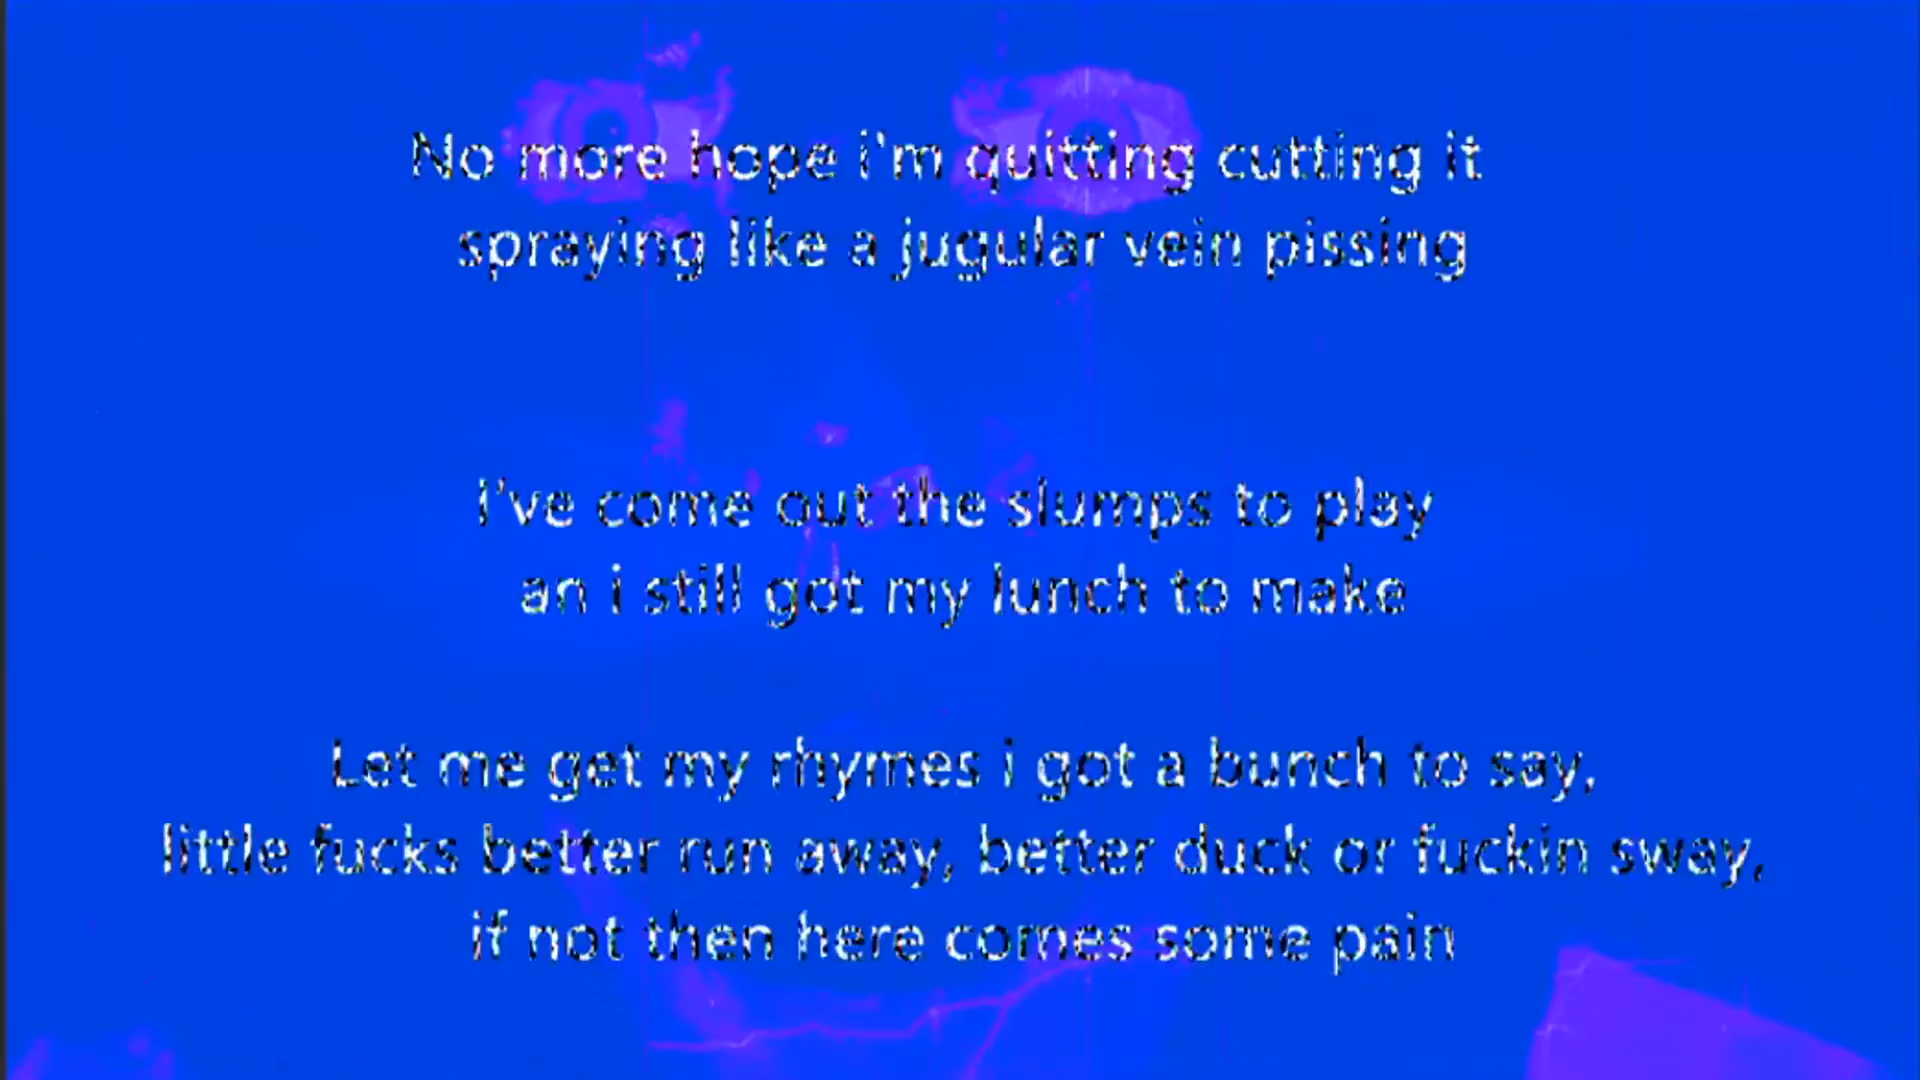 No more hope i'm quitting cutting it
spraying like a jugular vein pissing
I've come out the slumps to play
an i still got my lunch to make
Let me get my rhymes i got a bunch to say,
little fucks better run away, better duck or fuckin sway,
if not then here comes some pain